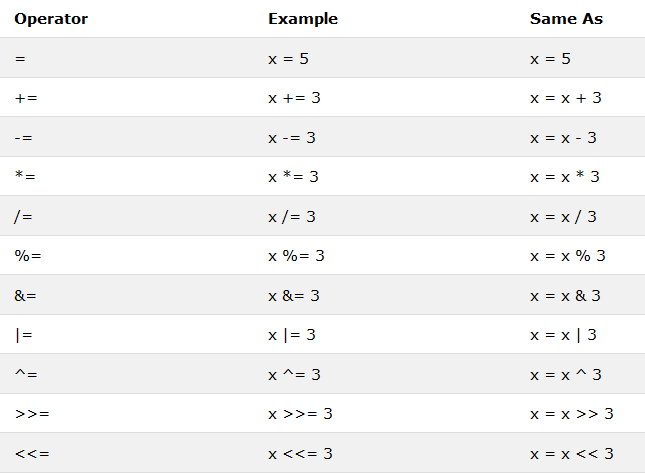 Operator Example Same As
= x = 5 x = 5
+= x += 3 x = x + 3
-= x -= 3 x = x - 3
*= x *= 3 x = x * 3
/= x /= 3 x = x / 3
%= x %= 3 x = x % 3
&= x &= 3 x = x & 3
|= x |= 3 x = x | 3
^= x ^= 3 x = x ^ 3
>>= x >>= 3 x = x >> 3
<<= x <<= 3 x = x << 3